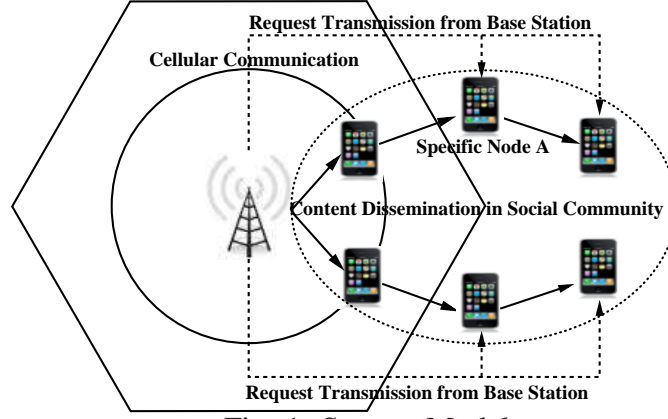 Request Transmission from Base Station
Cellular Communication
Specific Node A
Content Dissemination in Social Community
Request Transmission from Base Station